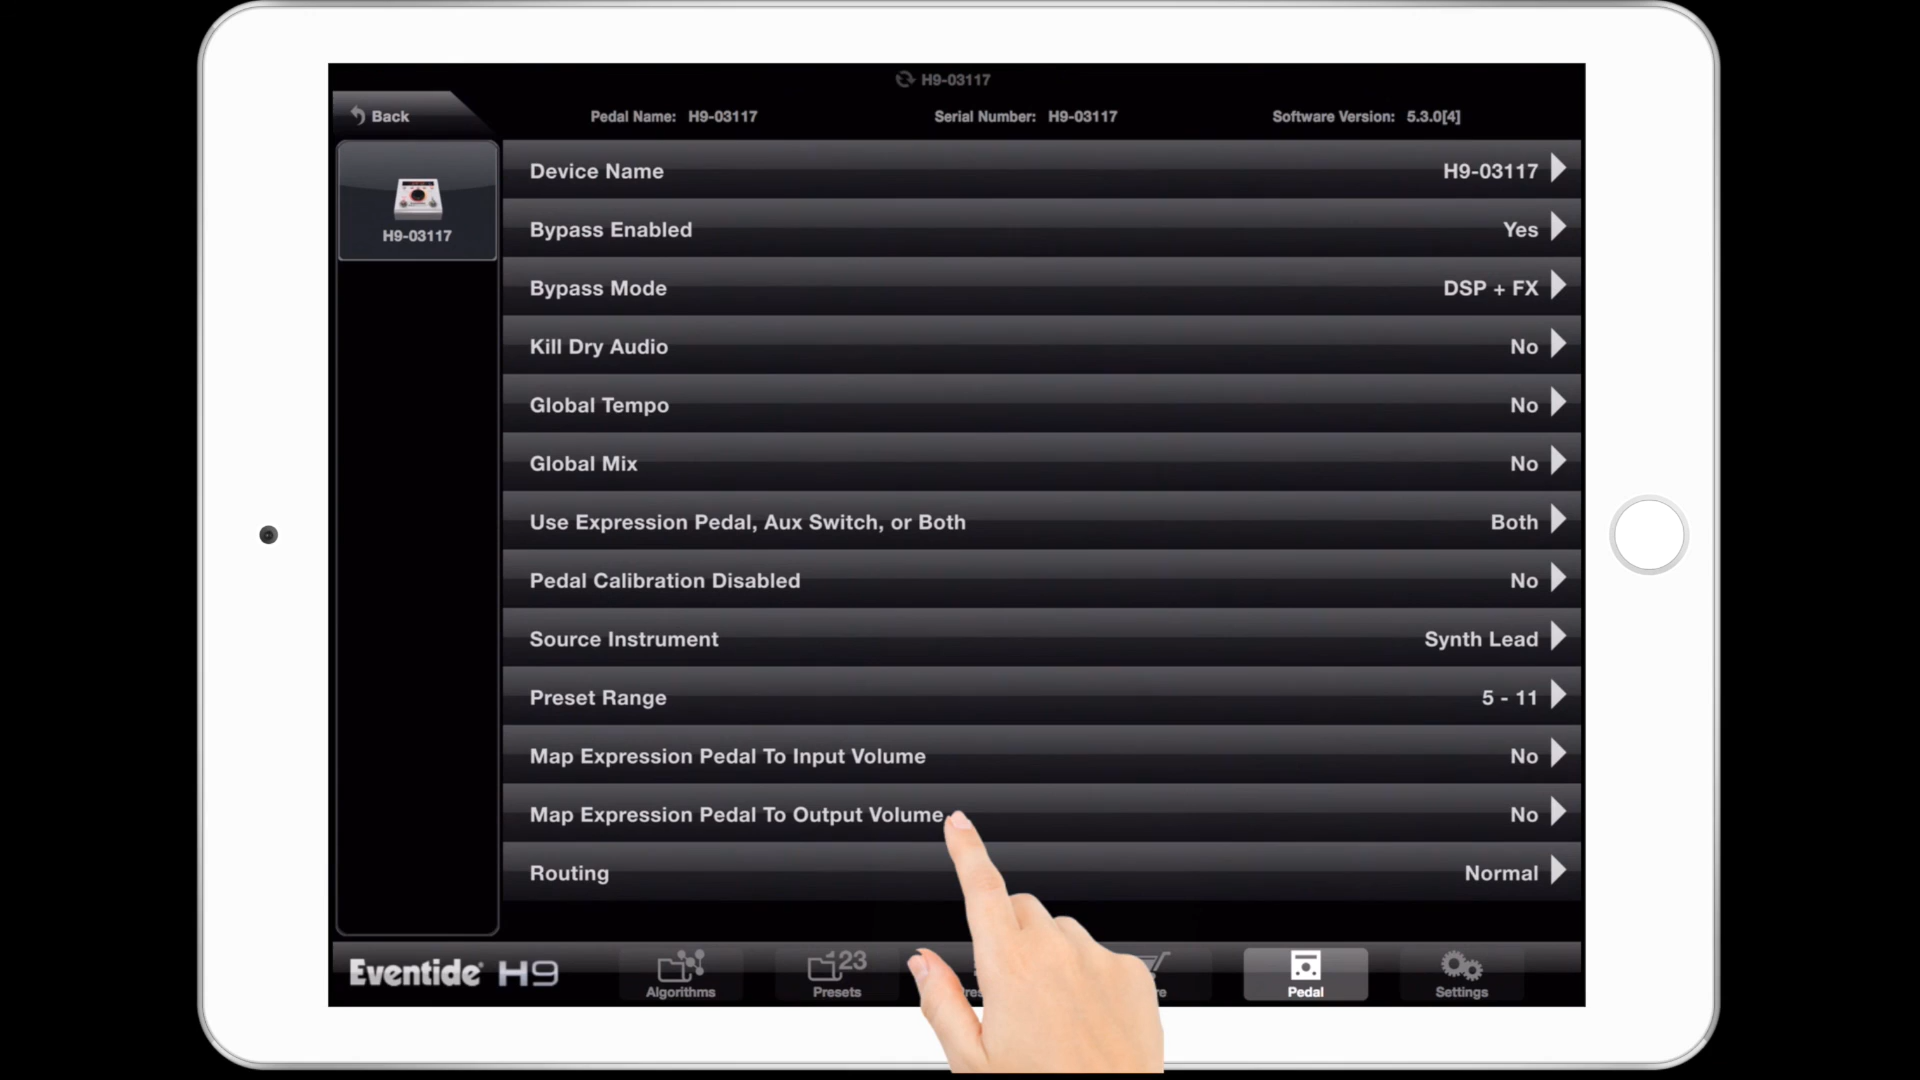 H9-03117
Back
Pedal Name: H9-03117
Serial Number: H9-03117
Software Version: 5.3.0[4]
H9-03117
Device Name H9-03117
Bypass Enabled Yes
Bypass Mode DSP + FX
Kill Dry Audio No
Global Tempo No
Global Mix No
Use Expression Pedal, Aux Switch, or Both Both
Pedal Calibration Disabled No
Source Instrument Synth Lead
Preset Range 5 - 11
Map Expression Pedal To Input Volume No
Map Expression Pedal To Output Volume No
Routing Normal
Eventide H9
Algorithms
123
Presets
Pedal
Settings